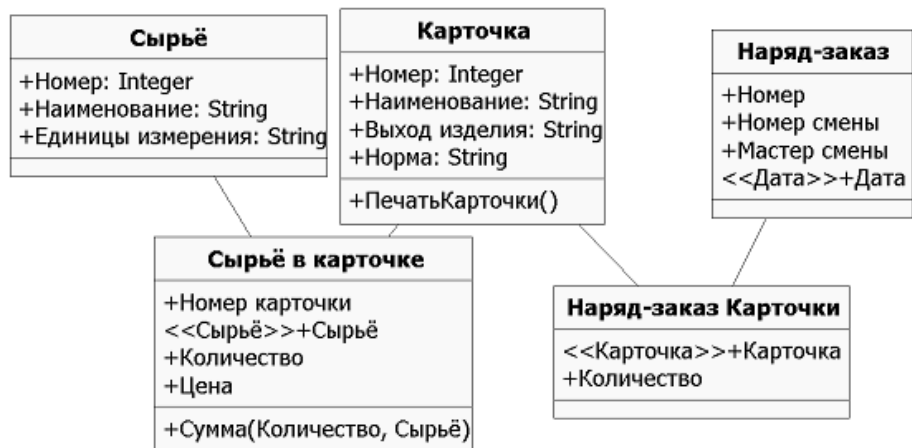 Сырьё
+Номер: Integer
+Наименование: String
+Единицы измерения: String
Карточка
+Номер: Integer
+Наименование: String
+Выход изделия: String
+Норма: String
+ПечатьКарточки()
Наряд-заказ
+Номер
+Номер смены
+Мастер смены
<<Дата>>+Дата
Сырьё в карточке
+Номер карточки
<<Сырьё>>+Сырьё
+Количество
+Цена
+Сумма(Количество, Сырьё)
Наряд-заказ Карточки
<<Карточка>>+Карточка
+Количество